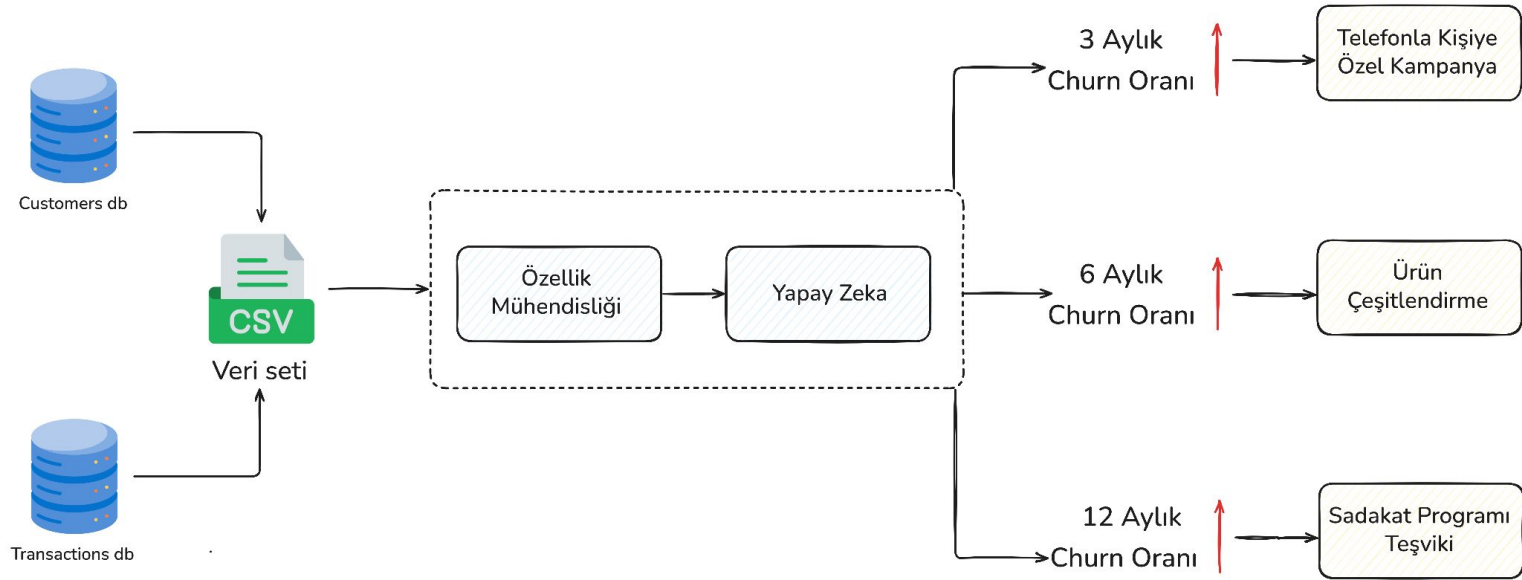 Customers db
CSV
Veri seti
Transactions db
Özellik
Mühendisliği
Yapay Zeka
3 Aylık
Churn Oranı
Telefonla Kişiye
Özel Kampanya
6 Aylık
Churn Oranı
Ürün
Çeşitlendirme
12 Aylık
Churn Oranı
Sadakat Programı
Teşviki